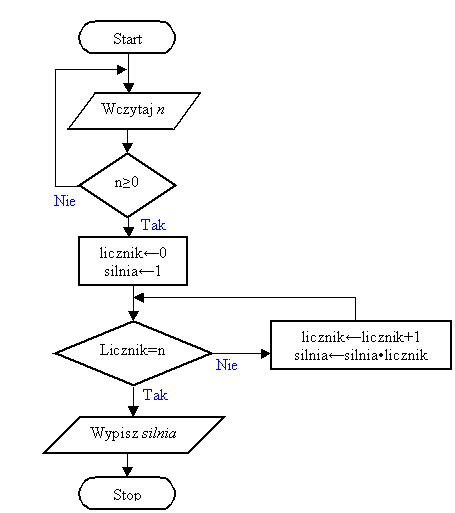 Start
Wczytaj n
n≥0
Nie
Tak
licznik←0
silnia←1
Licznik=n
Nie
licznik←licznik+1
silnia←silnia•licznik
Tak
Wypisz silnia
Stop